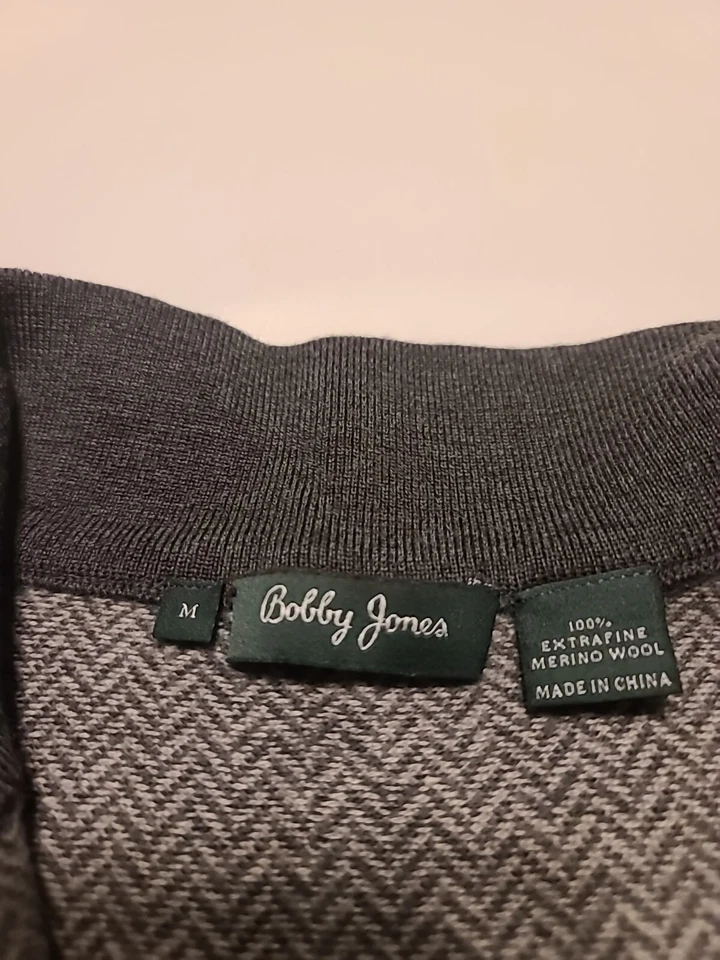 M
Bobby Jones
100%
EXTRAFINE
MERINO WOOL
MADE IN CHINA